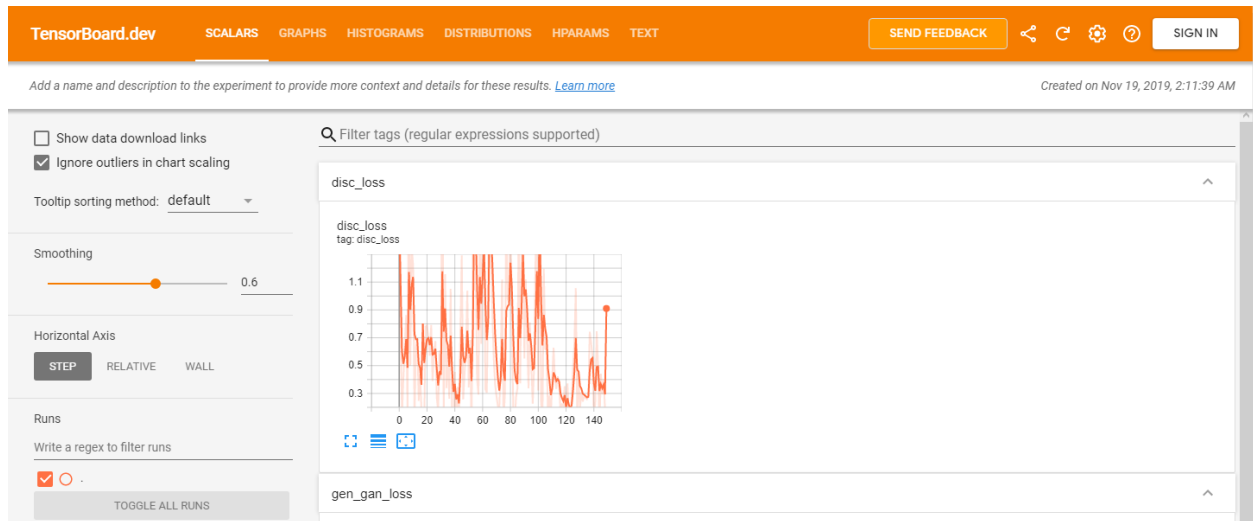 TensorBoard.dev SCALARS GRAPHS HISTOGRAMS DISTRIBUTIONS HPARAMS TEXT SEND FEEDBACK SIGN IN
Add a name and description to the experiment to provide more context and details for these results. Learn more Created on Nov 19, 2019, 2:11:39 AM
Show data download links
Ignore outliers in chart scaling
Tooltip sorting method: default
Smoothing
0.6
Horizontal Axis
STEP RELATIVE WALL
Runs
Write a regex to filter runs
.
TOGGLE ALL RUNS
Filter tags (regular expressions supported)
disc_loss
disc_loss
tag: disc_loss
1.1
0.9
0.7
0.5
0.3
0 20 40 60 80 100 120 140
gen_gan_loss